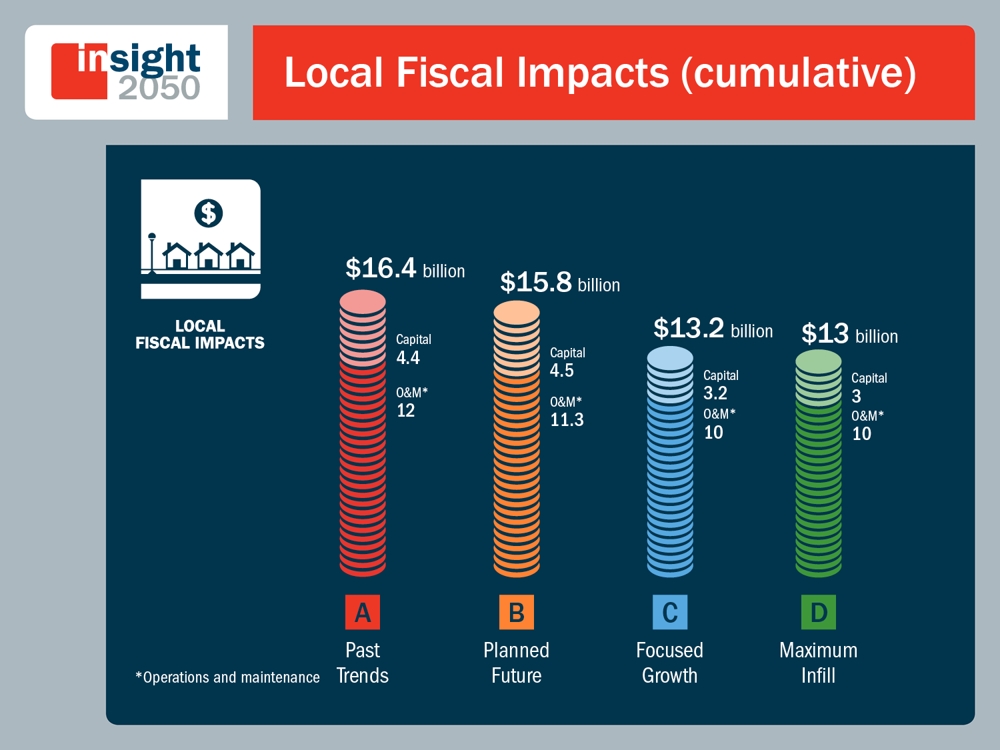 insight
2050
Local Fiscal Impacts (cumulative)
$
LOCAL
FISCAL IMPACTS
$16.4 billion
Capital
4.4
O&M*
12
A
Past
Trends
$15.8 billion
Capital
4.5
O&M*
11.3
B
Planned
Future
$13.2 billion
Capital
3.2
O&M*
10
C
Focused
Growth
$13 billion
Capital
3
O&M*
10
D
Maximum
Infill
*Operations and maintenance